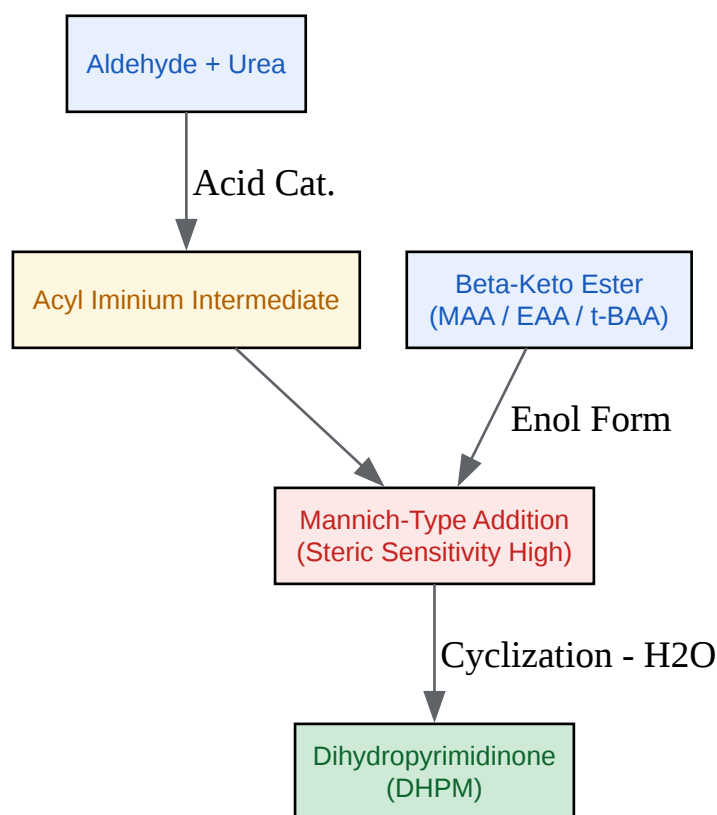 Aldehyde + Urea
Acid Cat.
Acyl Iminium Intermediate
Beta-Keto Ester
(MAA / EAA / t-BAA)
Enol Form
Mannich-Type Addition
(Steric Sensitivity High)
Cyclization - H2O
Dihydropyrimidinone
(DHPM)